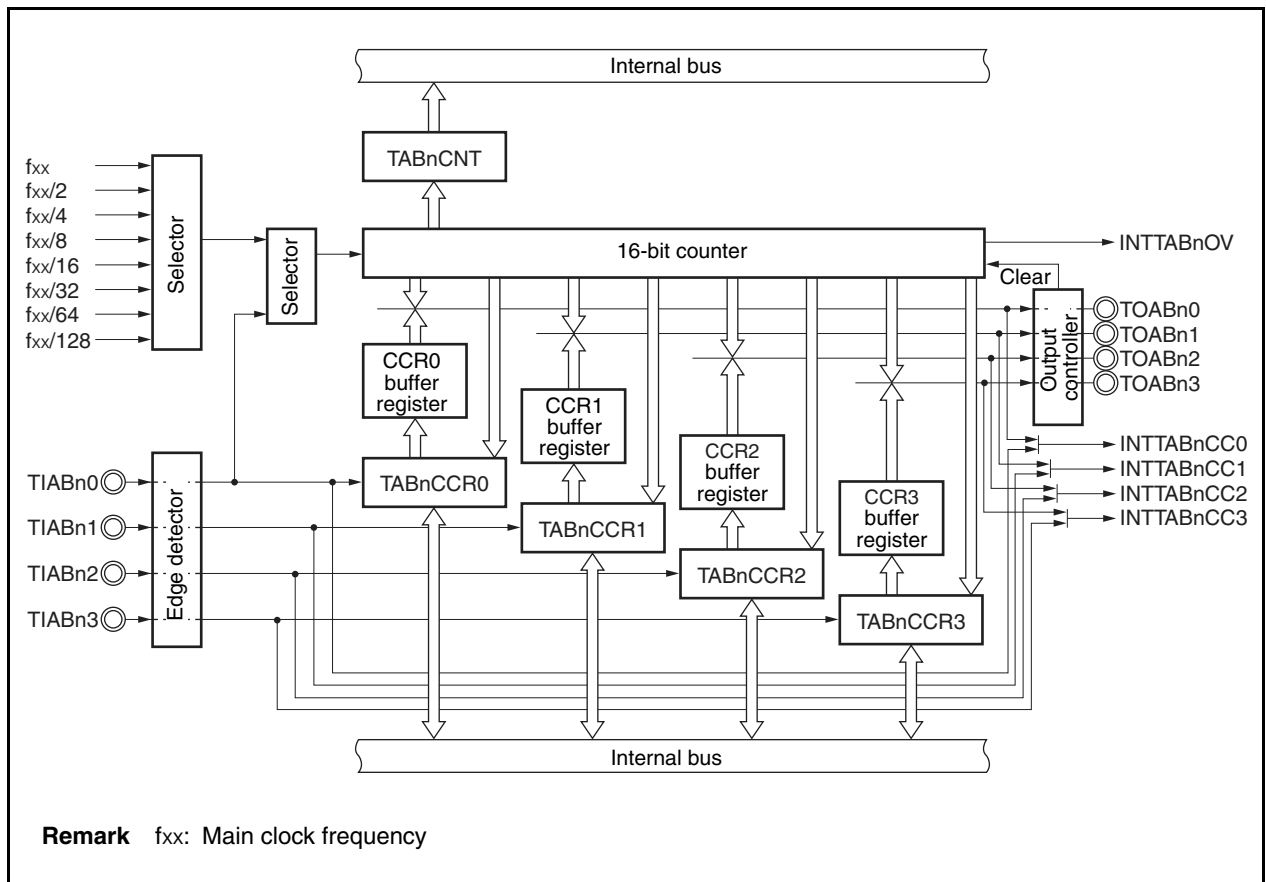 Internal bus
TABnCNT
fxx
fxx/2
fxx/4
fxx/8
fxx/16
fxx/32
fxx/64
fxx/128
Selector
Selector
16-bit counter
INTTABnOV
Clear
Output
controller
TOABn0
TOABn1
TOABn2
TOABn3
CCR0
buffer
register
CCR1
buffer
register
CCR2
buffer
register
CCR3
buffer
register
INTTABnCC0
INTTABnCC1
INTTABnCC2
INTTABnCC3
TIABn0
TIABn1
TIABn2
TIABn3
Edge detector
TABnCCR0
TABnCCR1
TABnCCR2
TABnCCR3
Internal bus
Remark fxx: Main clock frequency